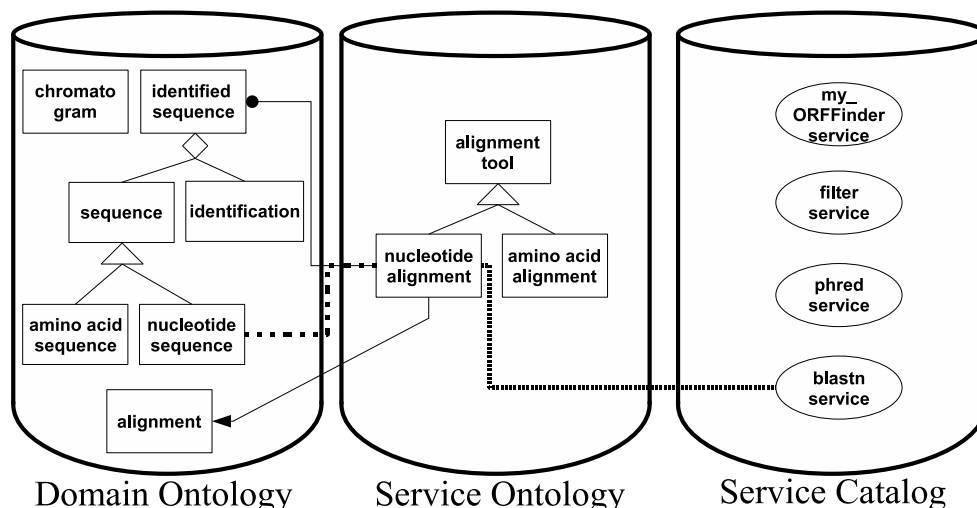 chromato
gram
identified
sequence
sequence
identification
amino acid
sequence
nucleotide
sequence
alignment
Domain Ontology
alignment
tool
nucleotide
alignment
amino acid
alignment
Service Ontology
my_
ORFFinder
service
filter
service
phred
service
blastn
service
Service Catalog